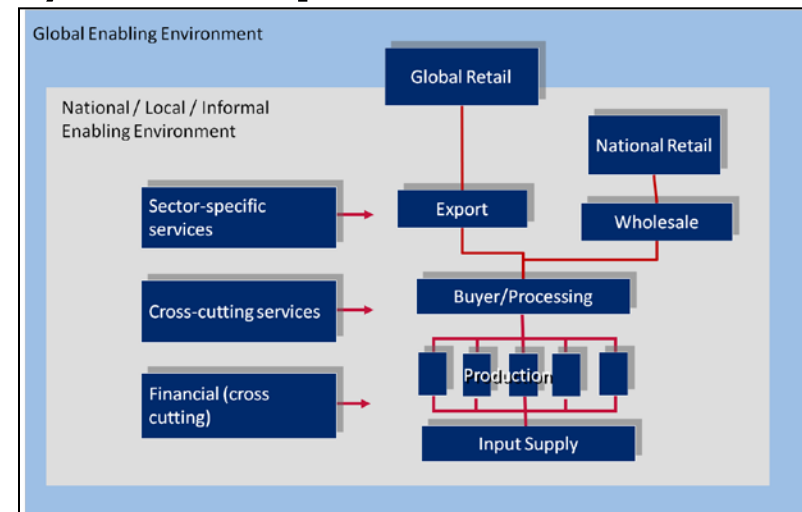 Global Enabling Environment
Global Retail
National / Local / Informal
Enabling Environment
National Retail
Sector-specific
services
Export
Wholesale
Cross-cutting services
Buyer/Processing
Financial (cross
cutting)
Production
Input Supply